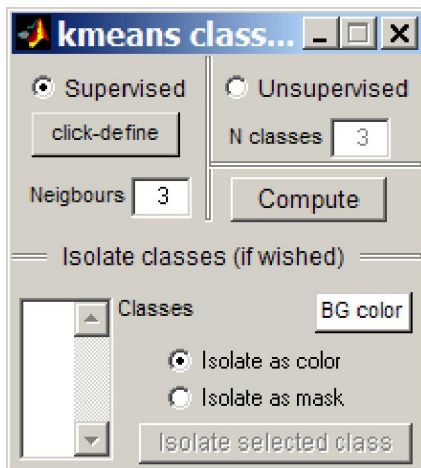 kmeans class...
Supervised
click-define
Neigbours 3
Unsupervised
N classes 3
Compute
Isolate classes (if wished)
Classes
BG color
Isolate as color
Isolate as mask
Isolate selected class